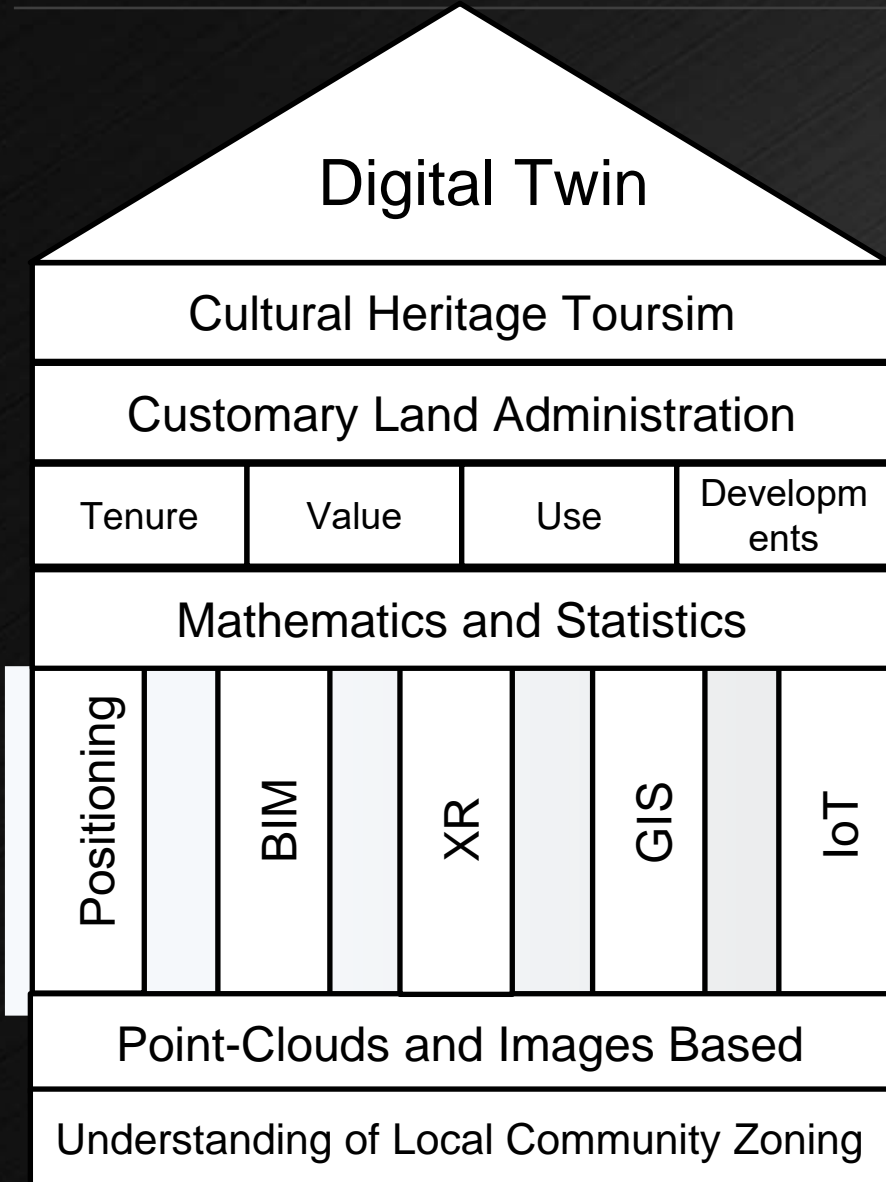 Digital Twin
Cultural Heritage Toursim
Customary Land Administration
Tenure
Value
Use
Developm
ents
Mathematics and Statistics
Positioning
BIM
XR
GIS
IoT
Point-Clouds and Images Based
Understanding of Local Community Zoning